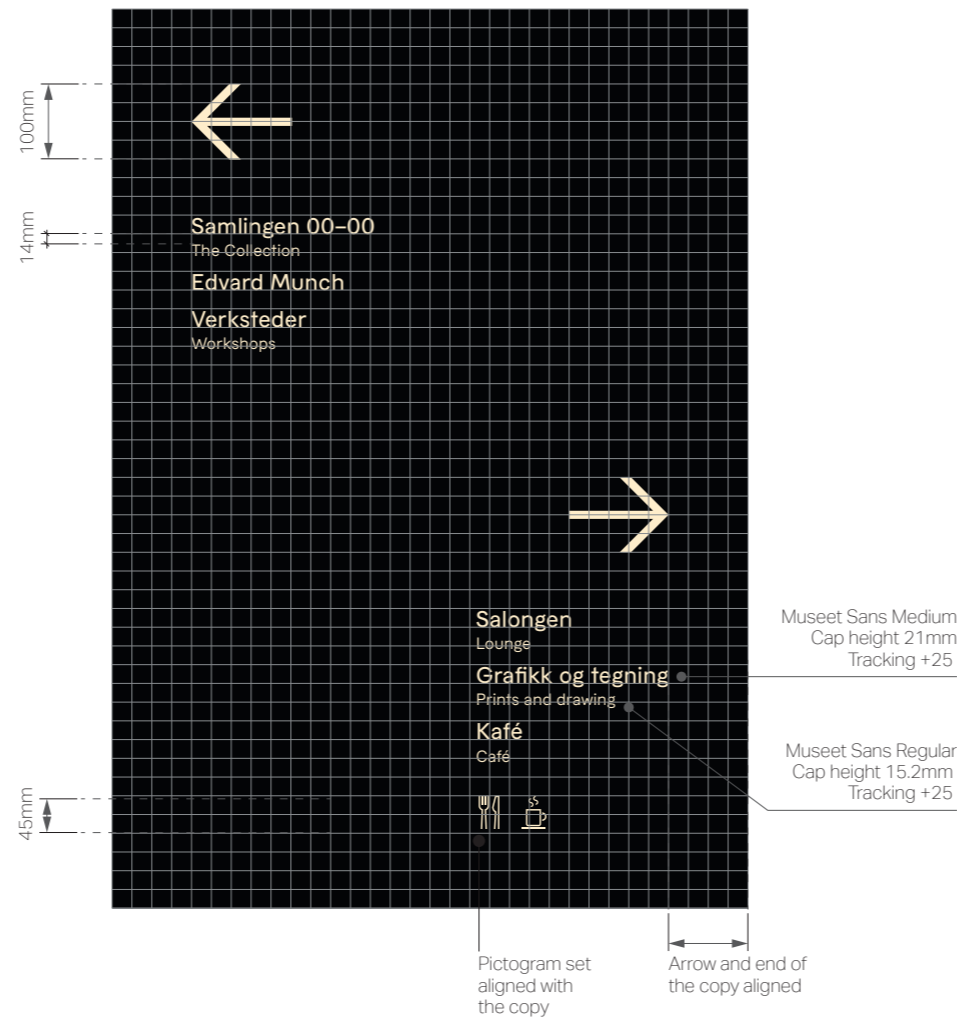 100mm
14mm
Samlingen 00–00
The Collection
Edvard Munch
Verksteder
Workshops
Salongen
Lounge
Grafikk og tegning
Prints and drawing
Kafé
Café
Museet Sans Medium
Cap height 21mm
Tracking +25
Museet Sans Regular
Cap height 15.2mm
Tracking +25
45mm
Pictogram set
aligned with
the copy
Arrow and end of
the copy aligned